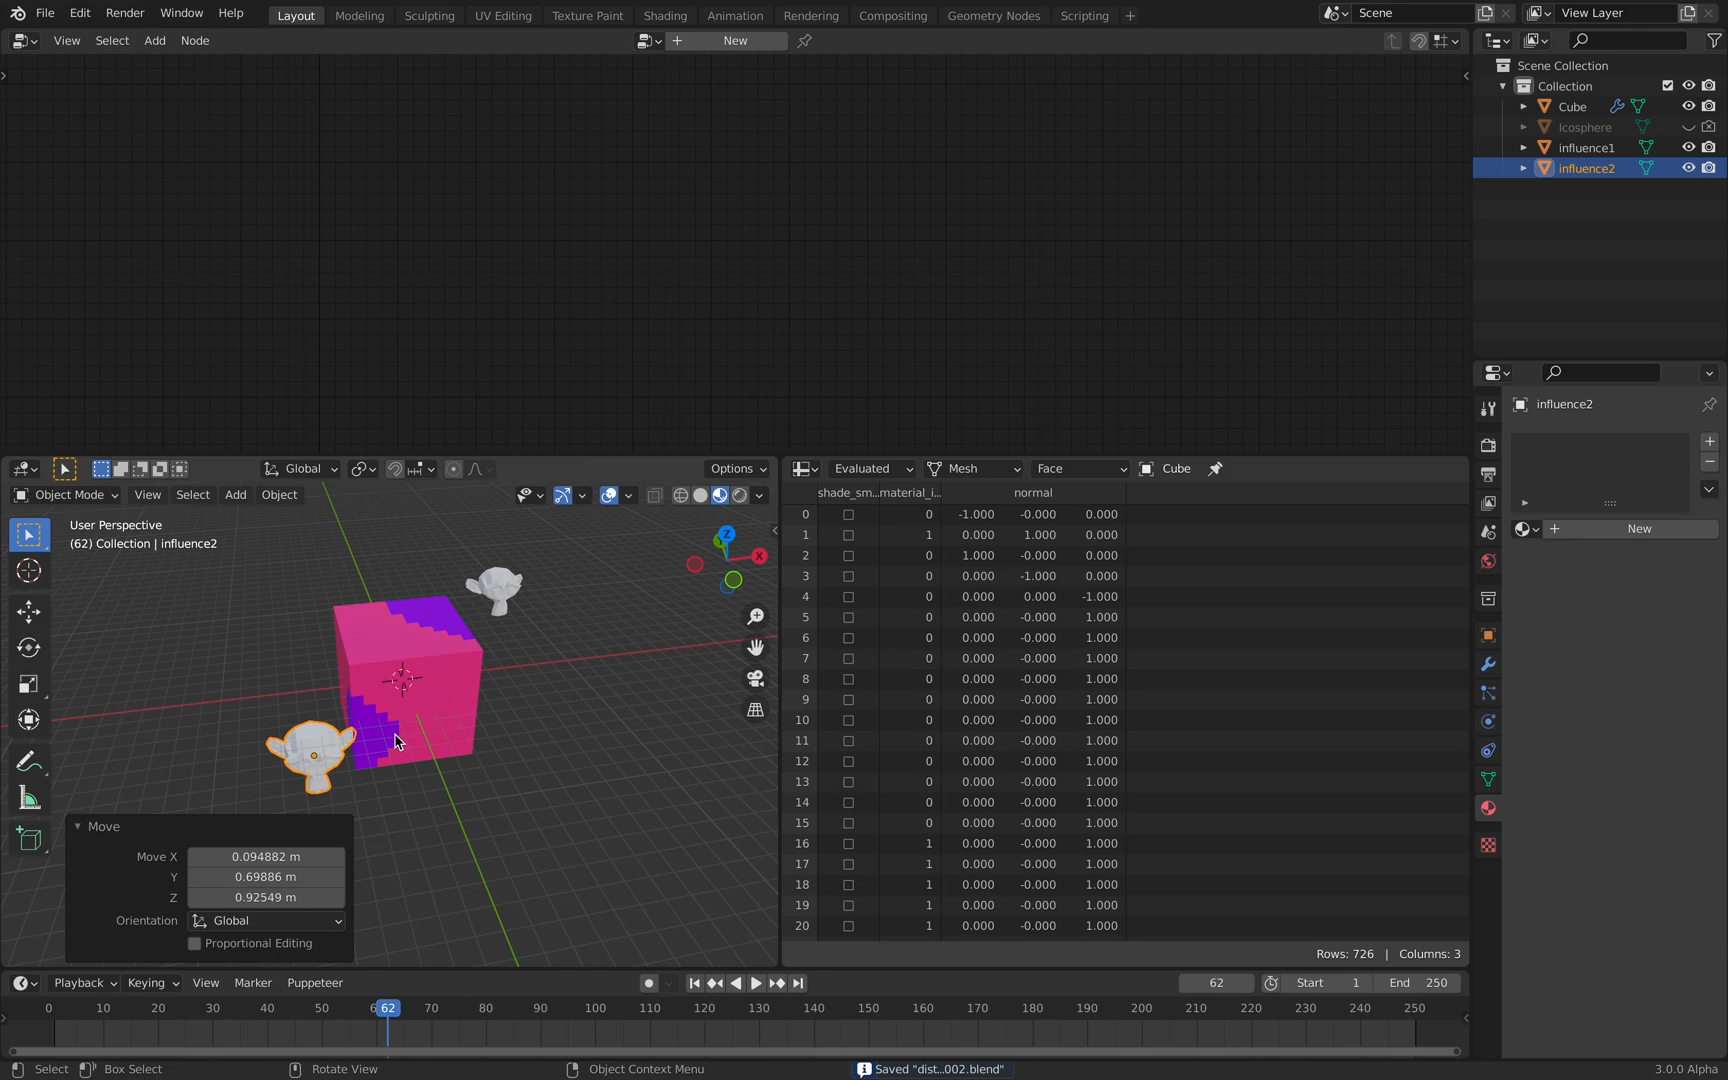 File Edit Render Window Help Layout Modeling Sculpting UV Editing Texture Paint Shading Animation Rendering Compositing Geometry Nodes Scripting + Scene View Layer
View Select Add Node + New
Scene Collection
Collection
Cube
Icosphere
influence1
influence2
influence2
+ New
Global Options
Object Mode View Select Add Object
User Perspective
(62) Collection | influence2
Z
X
Move
Move X 0.094882 m
Y 0.69886 m
Z 0.92549 m
Orientation Global
Proportional Editing
Evaluated Mesh Face Cube
shade_sm... material_i... normal
0 0 -1.000 -0.000 0.000
1 1 0.000 1.000 0.000
2 0 1.000 -0.000 0.000
3 0 0.000 -1.000 0.000
4 0 0.000 0.000 -1.000
5 0 0.000 -0.000 1.000
6 0 0.000 -0.000 1.000
7 0 0.000 -0.000 1.000
8 0 0.000 -0.000 1.000
9 0 0.000 -0.000 1.000
10 0 0.000 -0.000 1.000
11 0 0.000 -0.000 1.000
12 0 0.000 -0.000 1.000
13 0 0.000 -0.000 1.000
14 0 0.000 -0.000 1.000
15 0 0.000 -0.000 1.000
16 1 0.000 -0.000 1.000
17 1 0.000 -0.000 1.000
18 1 0.000 -0.000 1.000
19 1 0.000 -0.000 1.000
20 1 0.000 -0.000 1.000
Rows: 726 | Columns: 3
Playback Keying View Marker Puppeteer 62 Start 1 End 250
0 10 20 30 40 50 6 62 70 80 90 100 110 120 130 140 150 160 170 180 190 200 210 220 230 240 250
Select Box Select Rotate View Object Context Menu Saved "dist...002.blend" 3.0.0 Alpha